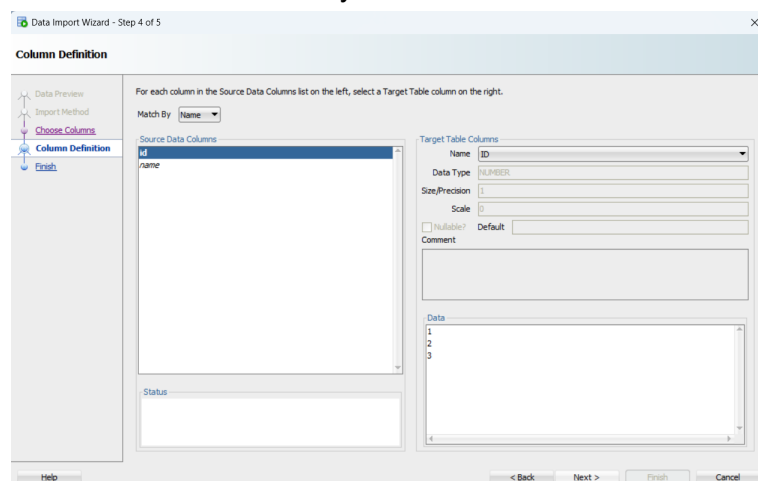 Data Import Wizard - Step 4 of 5
Column Definition
Data Preview
Import Method
Choose Columns
Column Definition
Finish
For each column in the Source Data Columns list on the left, select a Target Table column on the right.
Match By Name
Source Data Columns
id
name
Status
Target Table Columns
Name ID
Data Type NUMBER
Size/Precision 1
Scale 0
Nullable? Default
Comment
Data
1
2
3
Help
< Back Next > Finish Cancel